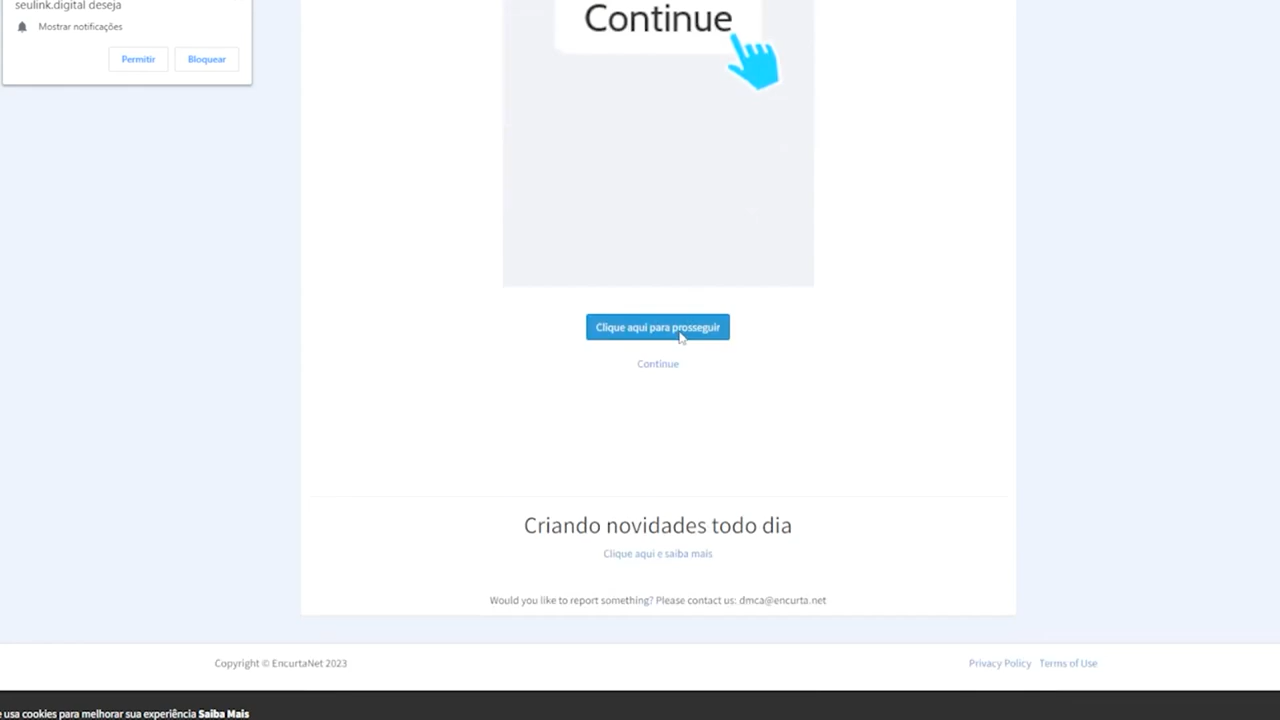 seulink.digital deseja
Mostrar notificações
Permitir
Bloquear
Continue
Clique aqui para prosseguir
Continue
Criando novidades todo dia
Clique aqui e saiba mais
Would you like to report something? Please contact us: dmca@encurta.net
Copyright © EncurtaNet 2023
Privacy Policy
Terms of Use
e usa cookies para melhorar sua experiência Saiba Mais